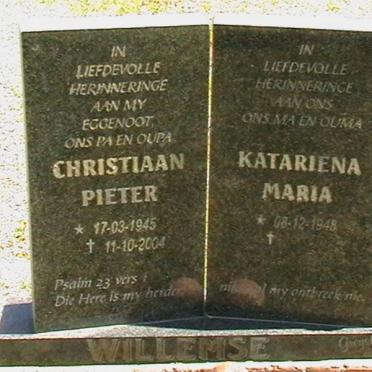 IN
LIEFDEVOLLE
HERINNERINGE
AAN MY
EGGENOOT,
ONS PA EN OUPA
CHRISTIAAN
PIETER
★ 17-03-1945
† 11-10-2004
Psalm 23 vers 1
Die Here is my herder,
IN
LIEFDEVOLLE
HERINNERINGE
AAN ONS
ONS MA EN OUMA
KATARIENA
MARIA
★ 08-12-1948
†
my ontbreek nie.
WILLEMSE